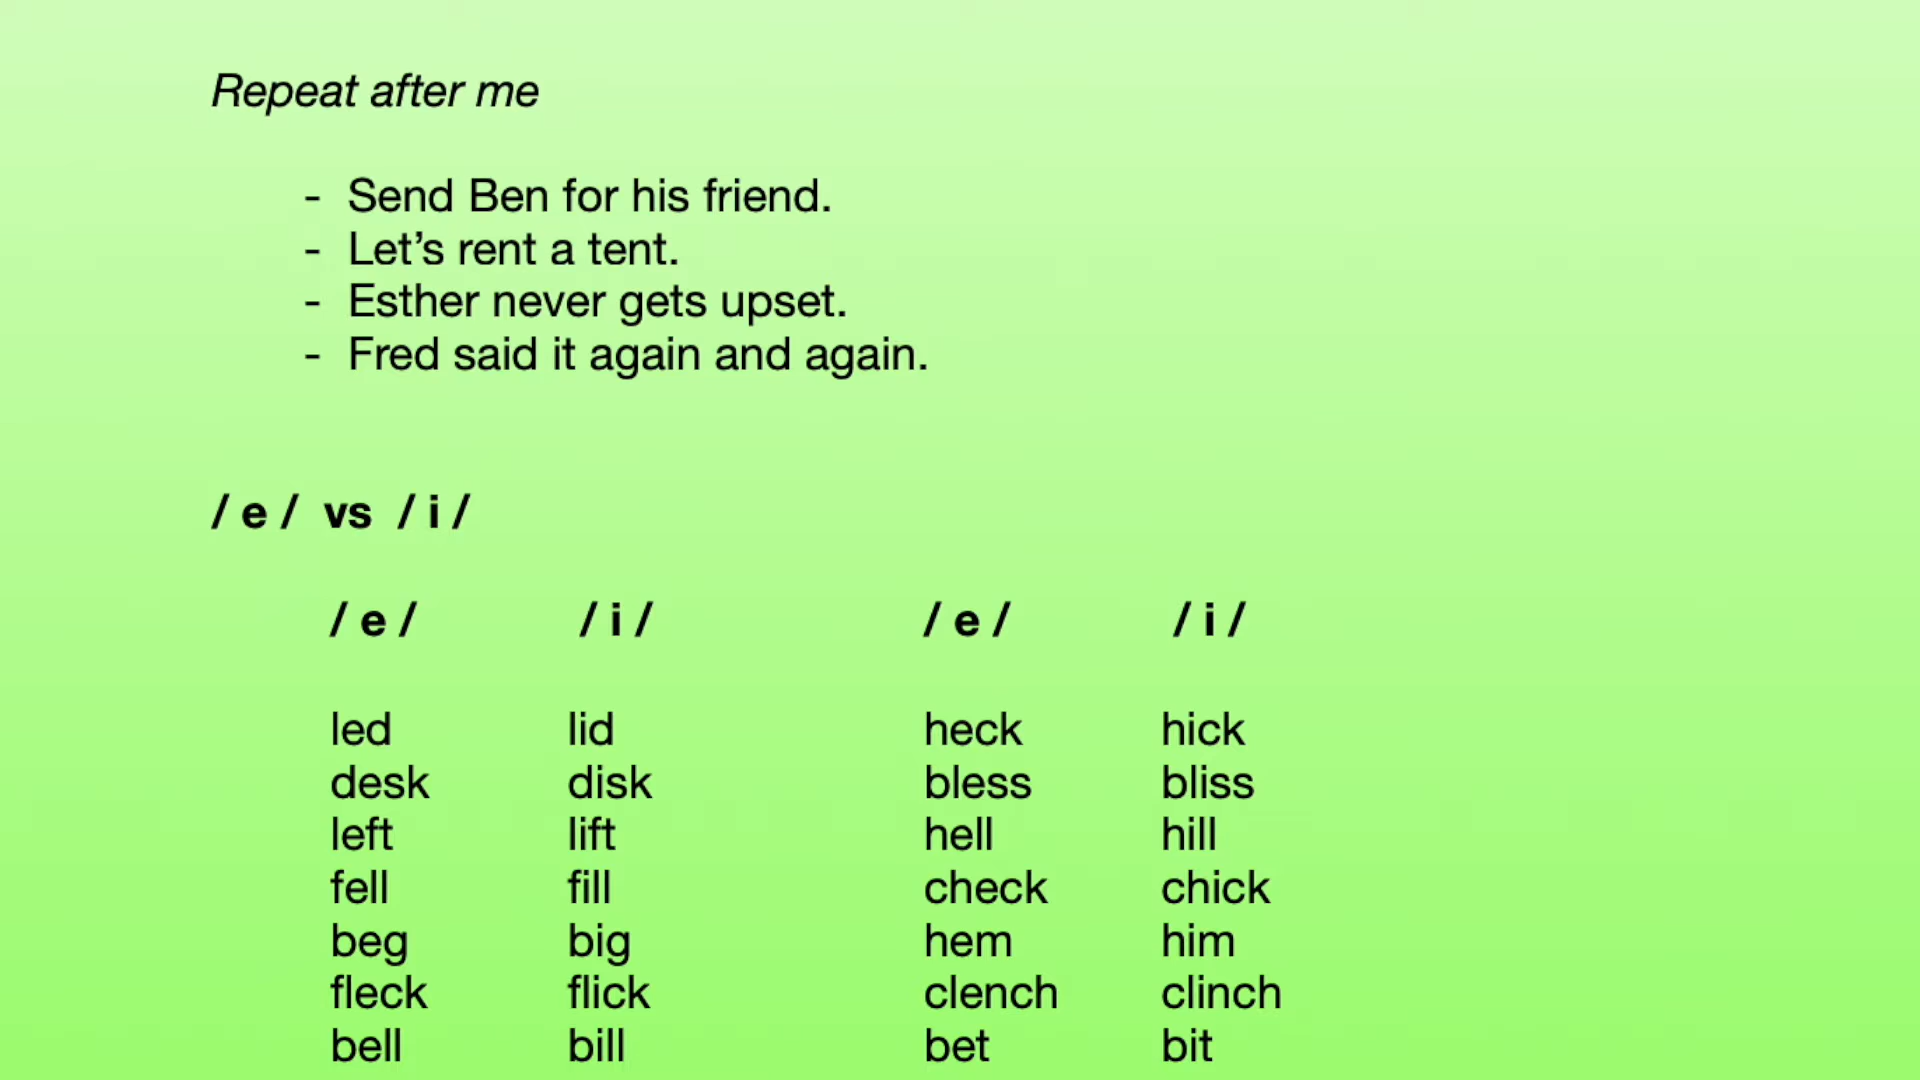 Repeat after me
- Send Ben for his friend.
- Let’s rent a tent.
- Esther never gets upset.
- Fred said it again and again.
/ e / vs / i /
/ e / / i / / e / / i /
led lid heck hick
desk disk bless bliss
left lift hell hill
fell fill check chick
beg big hem him
fleck flick clench clinch
bell bill bet bit